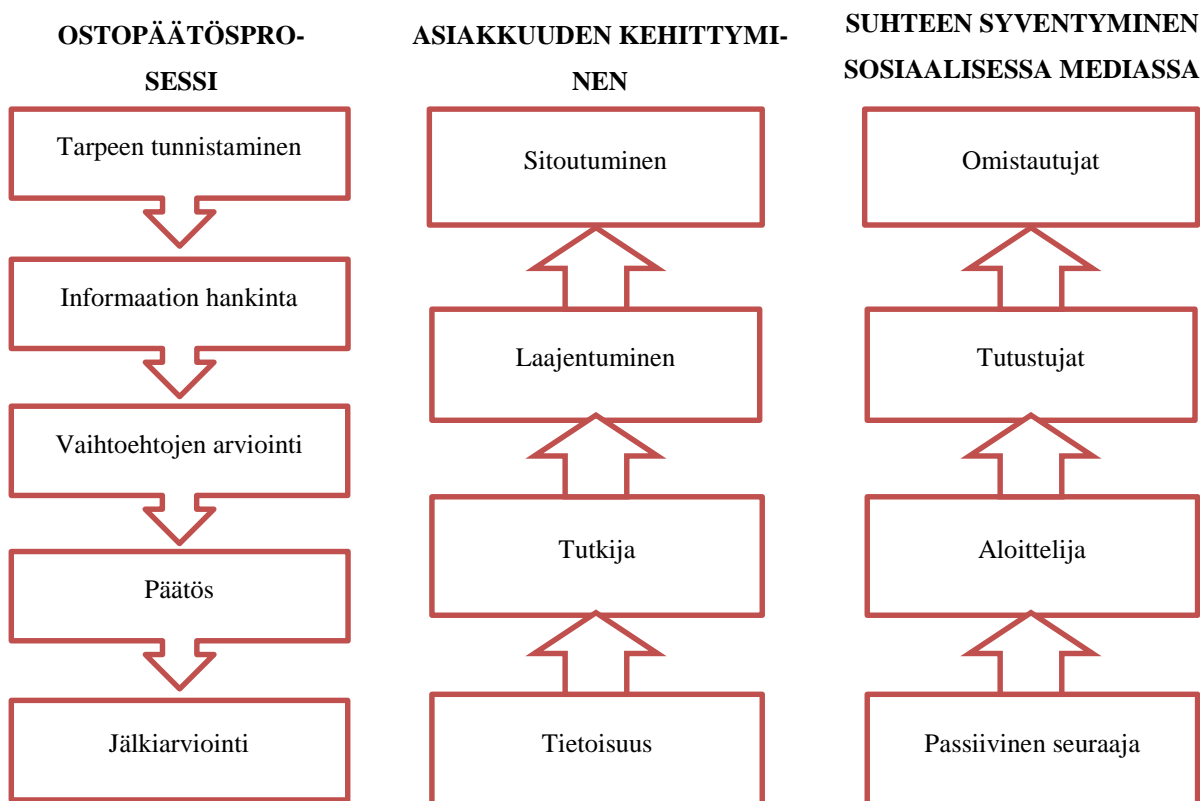 OSTOPÄÄTÖSPRO-
SESSI
Tarpeen tunnistaminen
Informaation hankinta
Vaihtoehtojen arviointi
Päätös
Jälkiarviointi
ASIAKKUUDEN KEHITTYMI-
NEN
Sitoutuminen
Laajentuminen
Tutkija
Tietoisuus
SUHTEEN SYVENTYMINEN
SOSIAALISESSA MEDIASSA
Omistautujat
Tutustujat
Aloittelija
Passiivinen seuraaja